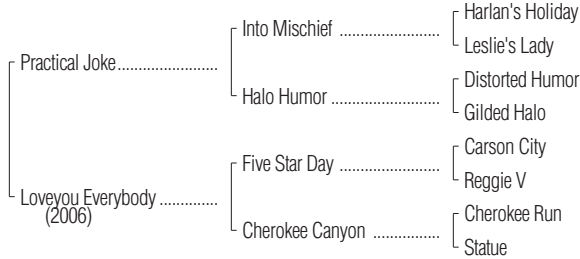 Harlan's Holiday
Into Mischief ........................
Leslie's Lady
Practical Joke........................
Distorted Humor
Halo Humor ..........................
Gilded Halo
Carson City
Five Star Day ........................
Reggie V
Loveyou Everybody ..............
(2006)
Cherokee Run
Cherokee Canyon ................
Statue